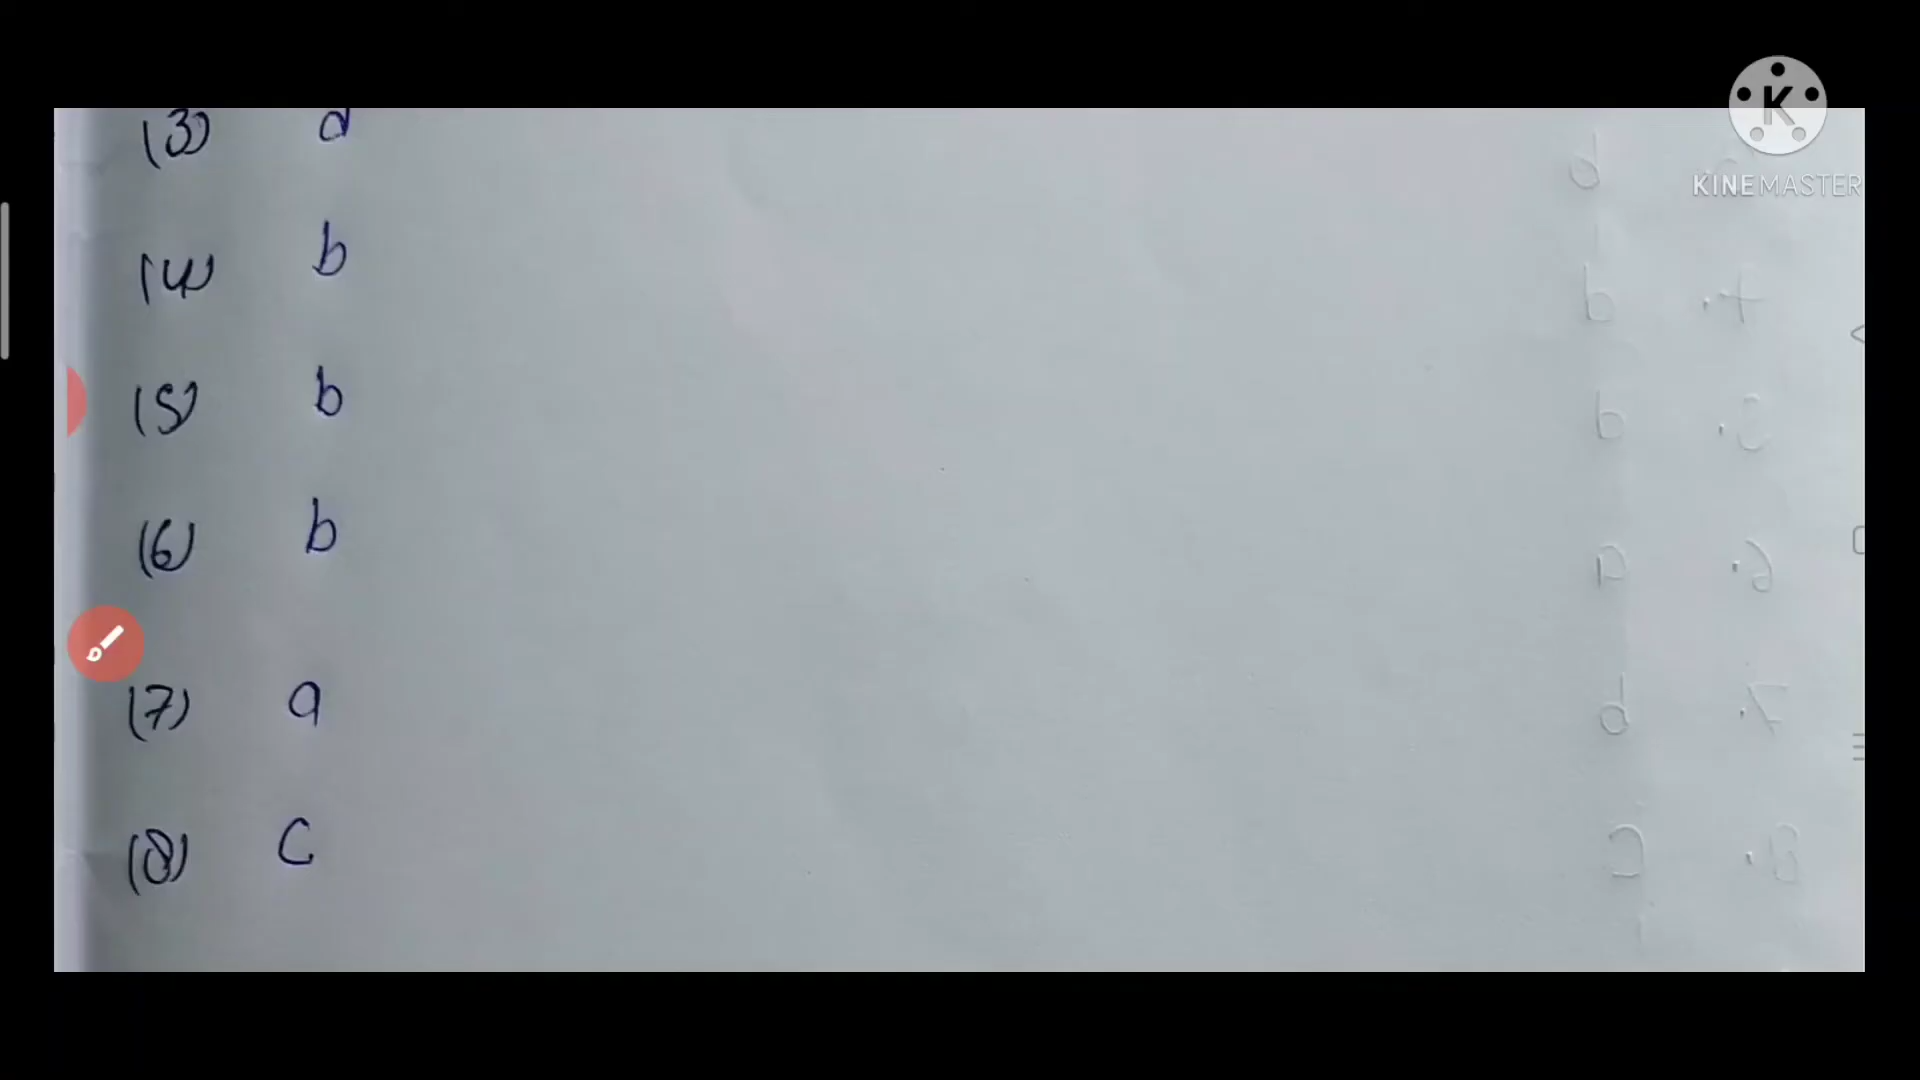 (3) d
(4) b
(5) b
(6) b
(7) a
(8) c
KINEMASTER